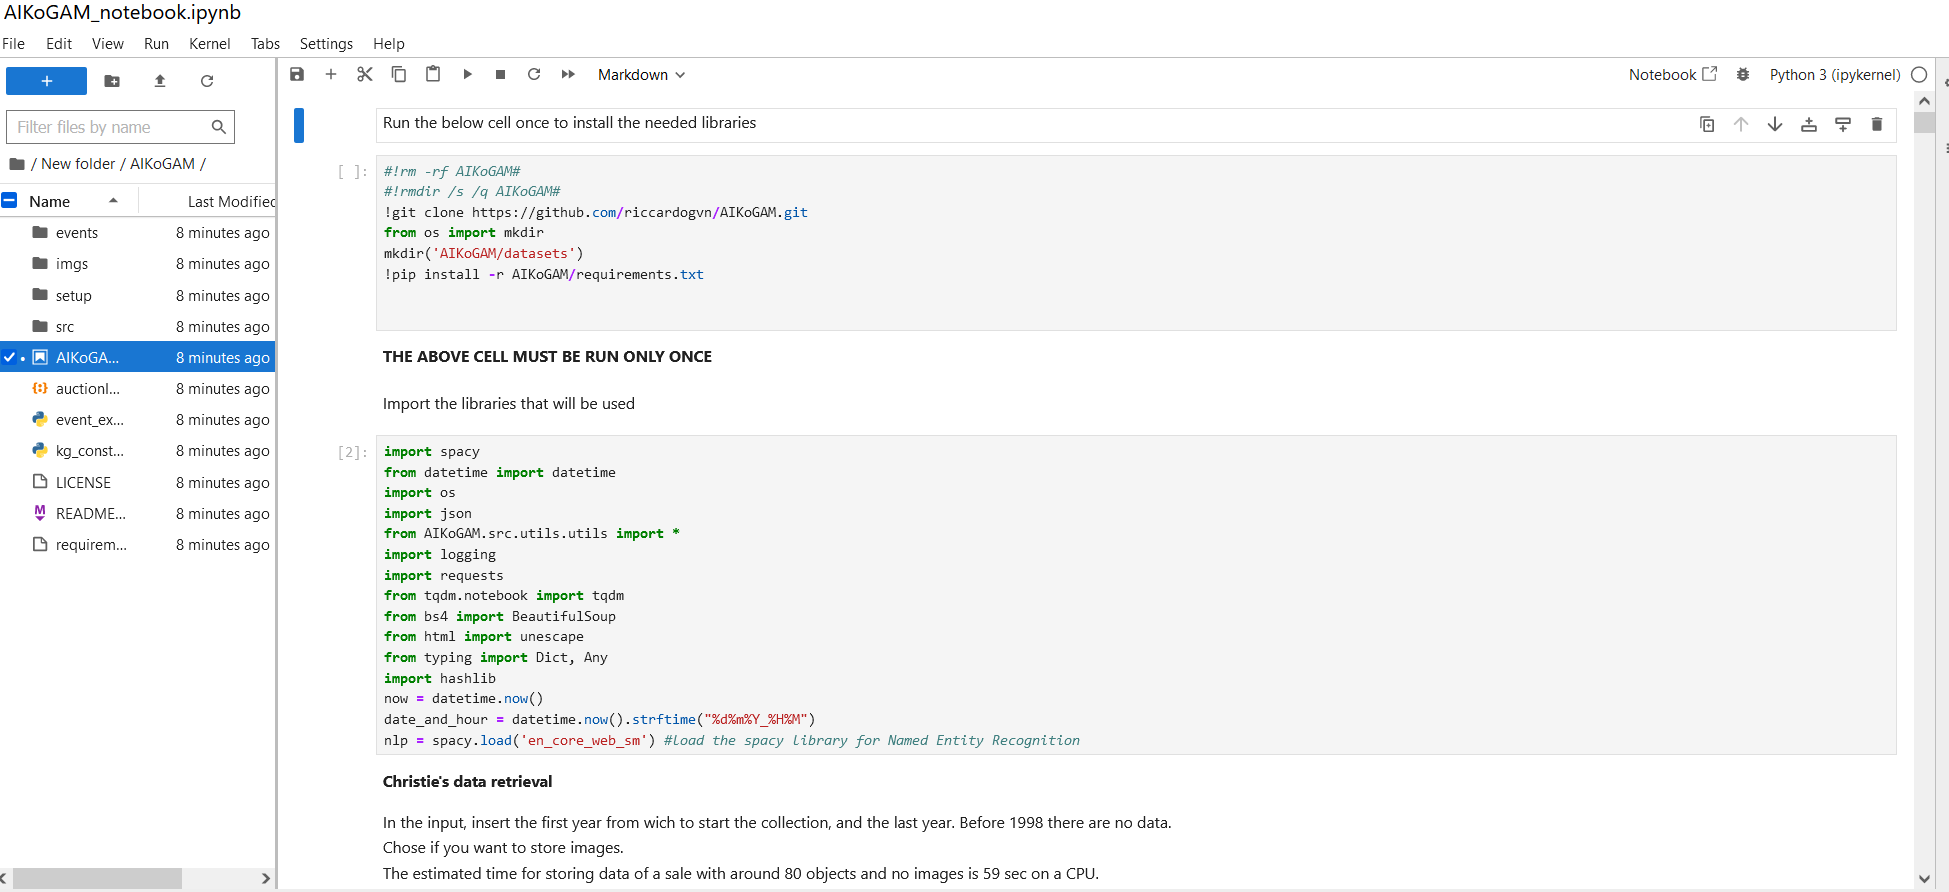 AIKoGAM_notebook.ipynb
File Edit View Run Kernel Tabs Settings Help
Markdown
Notebook
Python 3 (ipykernel)
Filter files by name
/ New folder / AIKoGAM /
Name Last Modified
events 8 minutes ago
imgs 8 minutes ago
setup 8 minutes ago
src 8 minutes ago
AIKoGA... 8 minutes ago
auctionI... 8 minutes ago
event_ex... 8 minutes ago
kg_const... 8 minutes ago
LICENSE 8 minutes ago
README... 8 minutes ago
requirem... 8 minutes ago
Run the below cell once to install the needed libraries
[ ]:
#!rm -rf AIKoGAM#
#!rmdir /s /q AIKoGAM#
!git clone https://github.com/riccardogvn/AIKoGAM.git
from os import mkdir
mkdir('AIKoGAM/datasets')
!pip install -r AIKoGAM/requirements.txt
THE ABOVE CELL MUST BE RUN ONLY ONCE
Import the libraries that will be used
[2]:
import spacy
from datetime import datetime
import os
import json
from AIKoGAM.src.utils.utils import *
import logging
import requests
from tqdm.notebook import tqdm
from bs4 import BeautifulSoup
from html import unescape
from typing import Dict, Any
import hashlib
now = datetime.now()
date_and_hour = datetime.now().strftime("%d%m%Y_%H%M")
nlp = spacy.load('en_core_web_sm') #load the spacy library for Named Entity Recognition
Christie's data retrieval
In the input, insert the first year from wich to start the collection, and the last year. Before 1998 there are no data.
Chose if you want to store images.
The estimated time for storing data of a sale with around 80 objects and no images is 59 sec on a CPU.